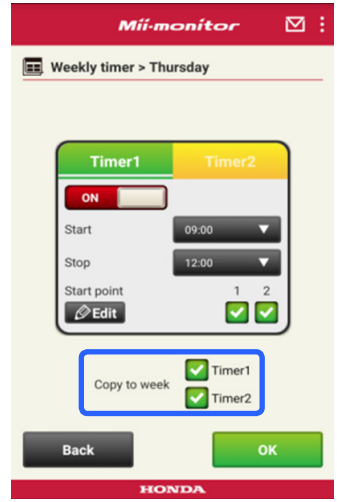 Mii-monitor
Weekly timer > Thursday
Timer1 Timer2
ON
Start 09:00
Stop 12:00
Start point 1 2
Edit
Copy to week
Timer1
Timer2
Back OK
HONDA